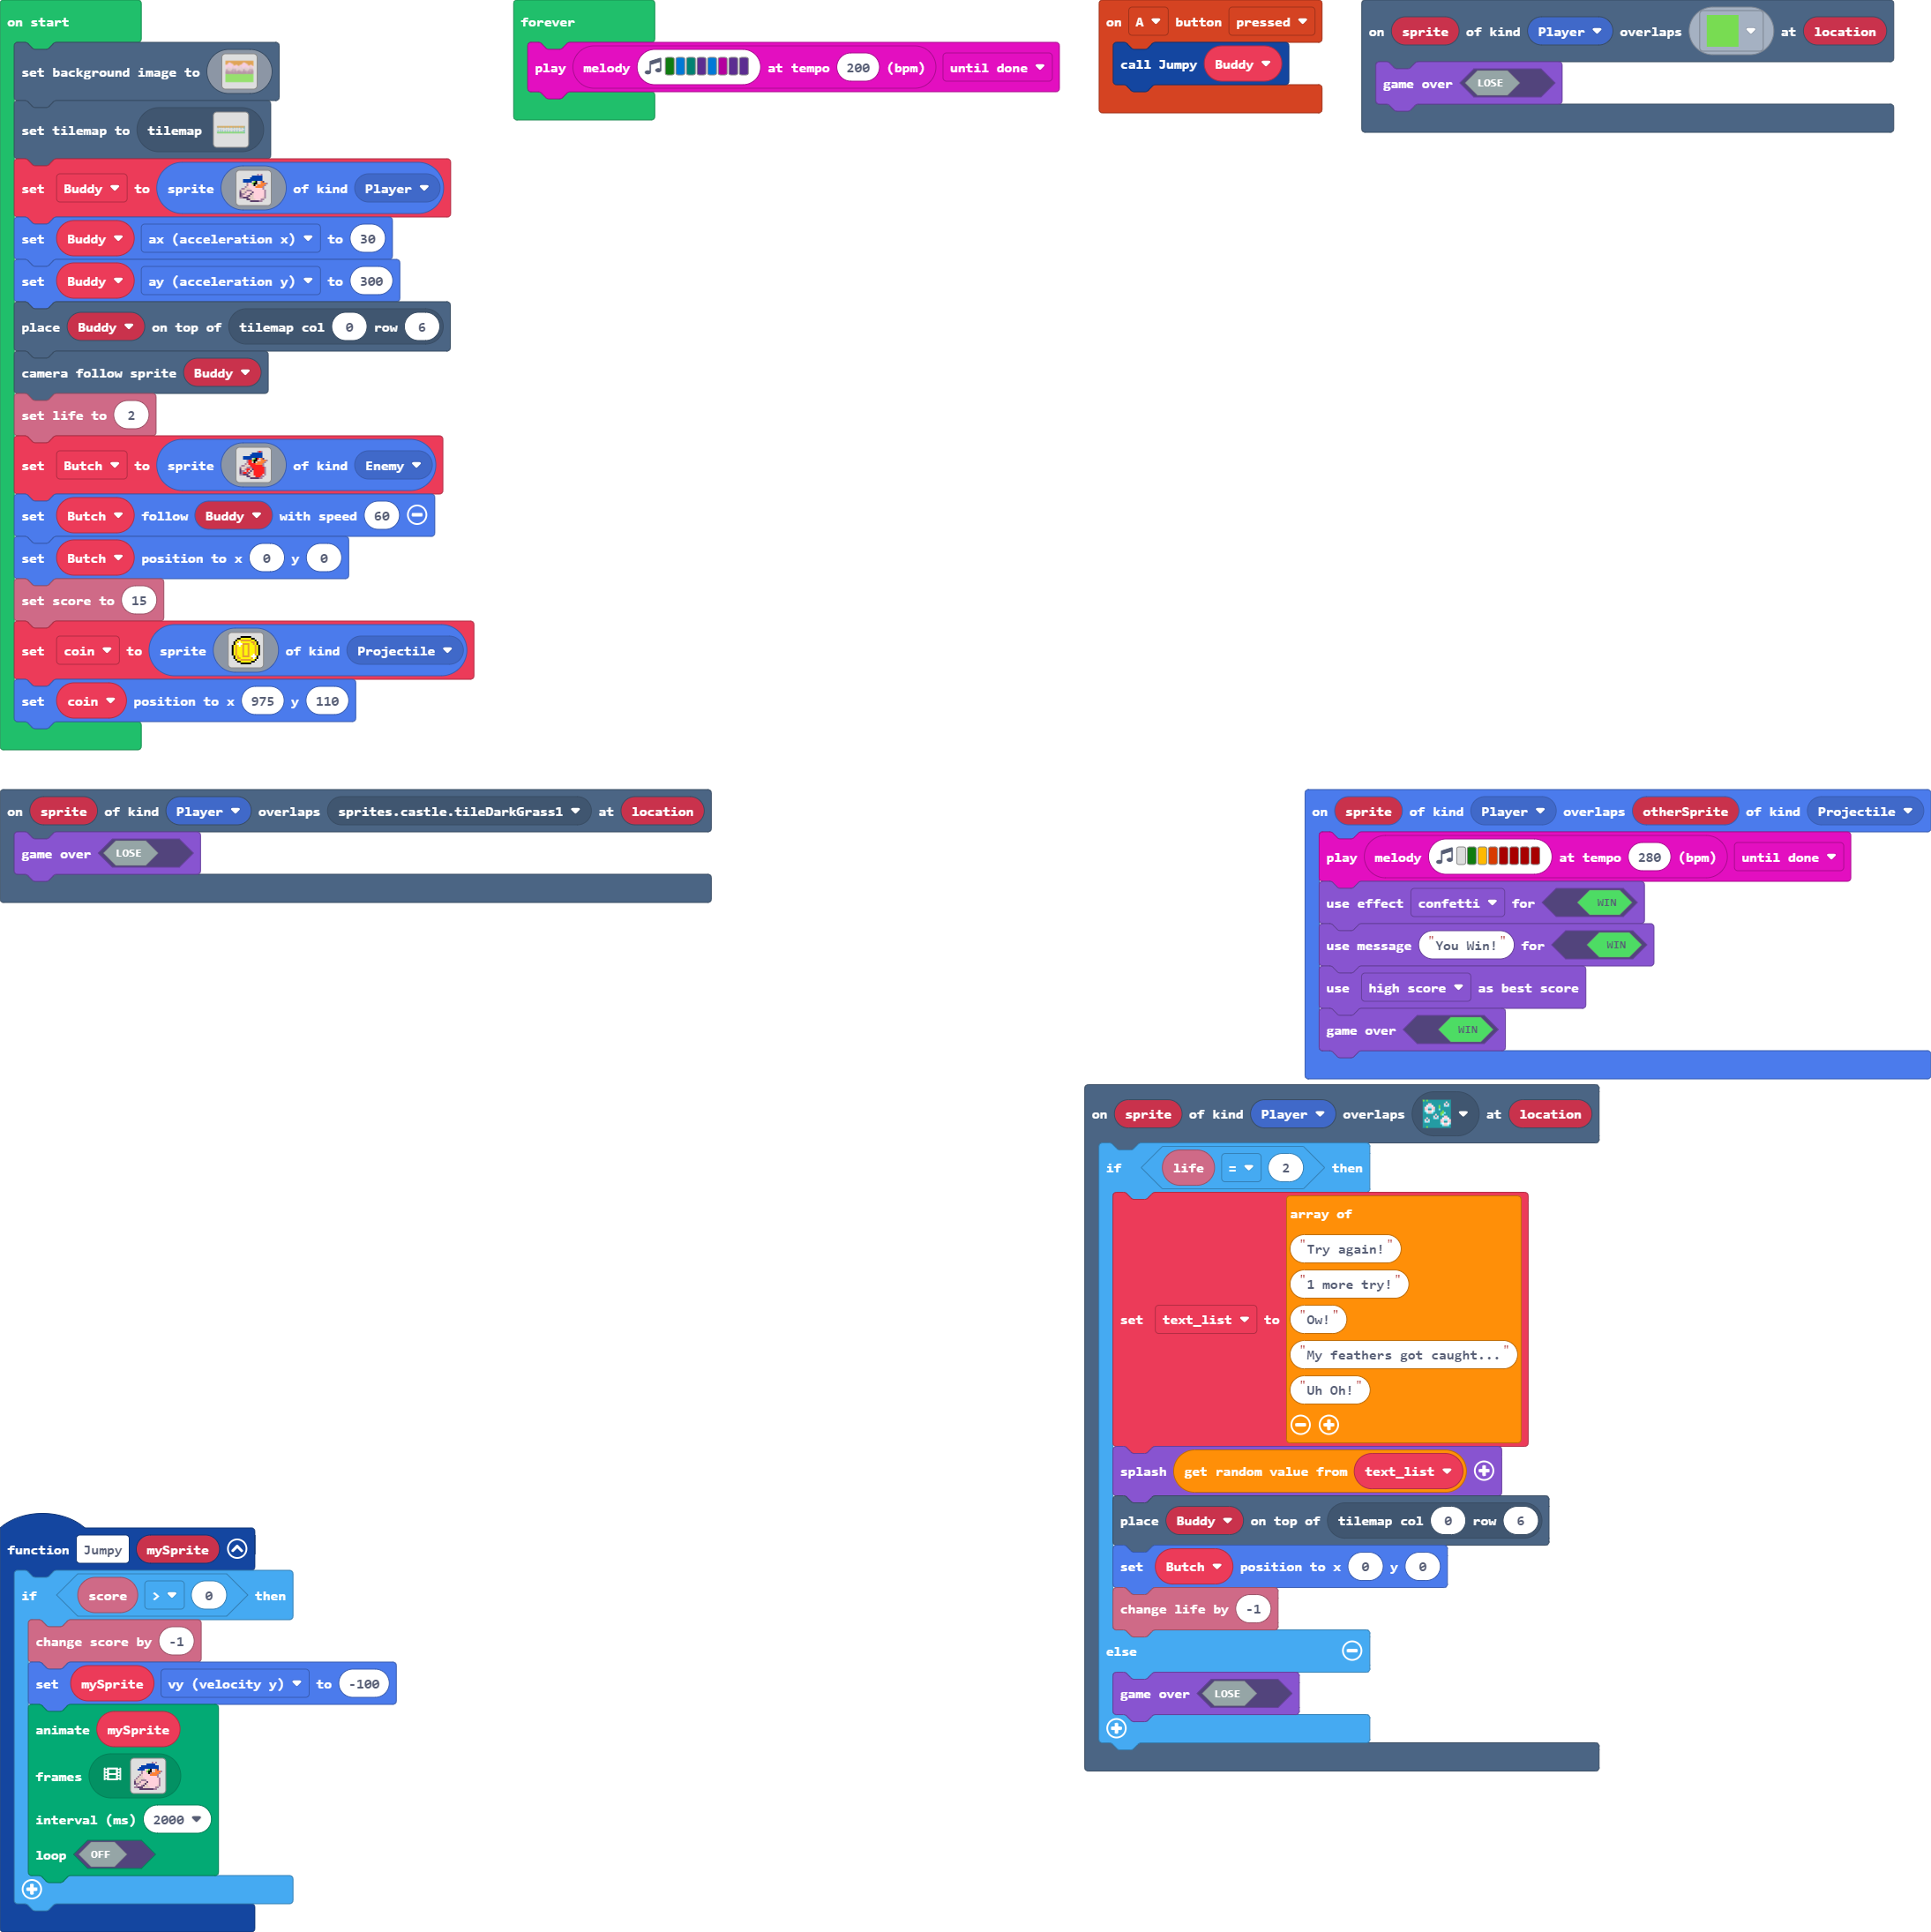 on start
set background image to
set tilemap to tilemap
set Buddy to sprite of kind Player
set Buddy ax (acceleration x) to 30
set Buddy ay (acceleration y) to 300
place Buddy on top of tilemap col 0 row 6
camera follow sprite Buddy
set life to 2
set Butch to sprite of kind Enemy
set Butch follow Buddy with speed 60
set Butch position to x 0 y 0
set score to 15
set coin to sprite of kind Projectile
set coin position to x 975 y 110
forever
play melody at tempo 200 (bpm) until done
on A button pressed
call Jumpy Buddy
on sprite of kind Player overlaps at location
game over LOSE
on sprite of kind Player overlaps sprites.castle.tileDarkGrass1 at location
game over LOSE
on sprite of kind Player overlaps otherSprite of kind Projectile
play melody at tempo 280 (bpm) until done
use effect confetti for WIN
use message "You Win!" for WIN
use high score as best score
game over WIN
on sprite of kind Player overlaps at location
if life = 2 then
array of
"Try again!"
"1 more try!"
set text_list to "Ow!"
"My feathers got caught..."
"Uh Oh!"
splash get random value from text_list
place Buddy on top of tilemap col 0 row 6
set Butch position to x 0 y 0
change life by -1
else
game over LOSE
function Jumpy mySprite
if score > 0 then
change score by -1
set mySprite vy (velocity y) to -100
animate mySprite
frames
interval (ms) 2000
loop OFF